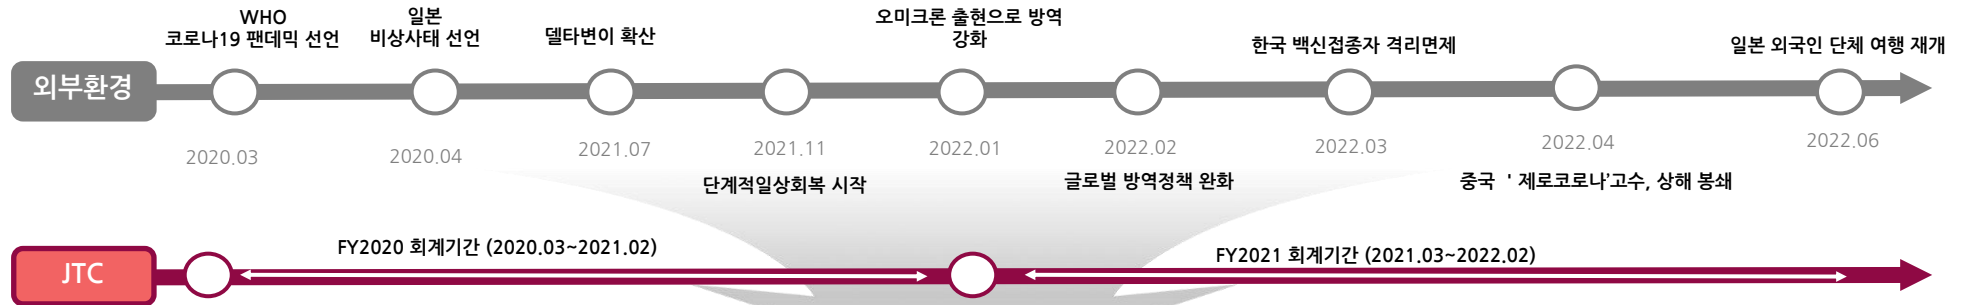 WHO
코로나19 팬데믹 선언
일본
비상사태 선언
델타변이 확산
오미크론 출현으로 방역
강화
한국 백신접종자 격리면제
일본 외국인 단체 여행 재개
외부환경
2020.03
2020.04
2021.07
2021.11
2022.01
2022.02
2022.03
2022.04
2022.06
단계적일상회복 시작
글로벌 방역정책 완화
중국 '제로코로나'고수, 상해 봉쇄
JTC
FY2020 회계기간 (2020.03~2021.02)
FY2021 회계기간 (2021.03~2022.02)